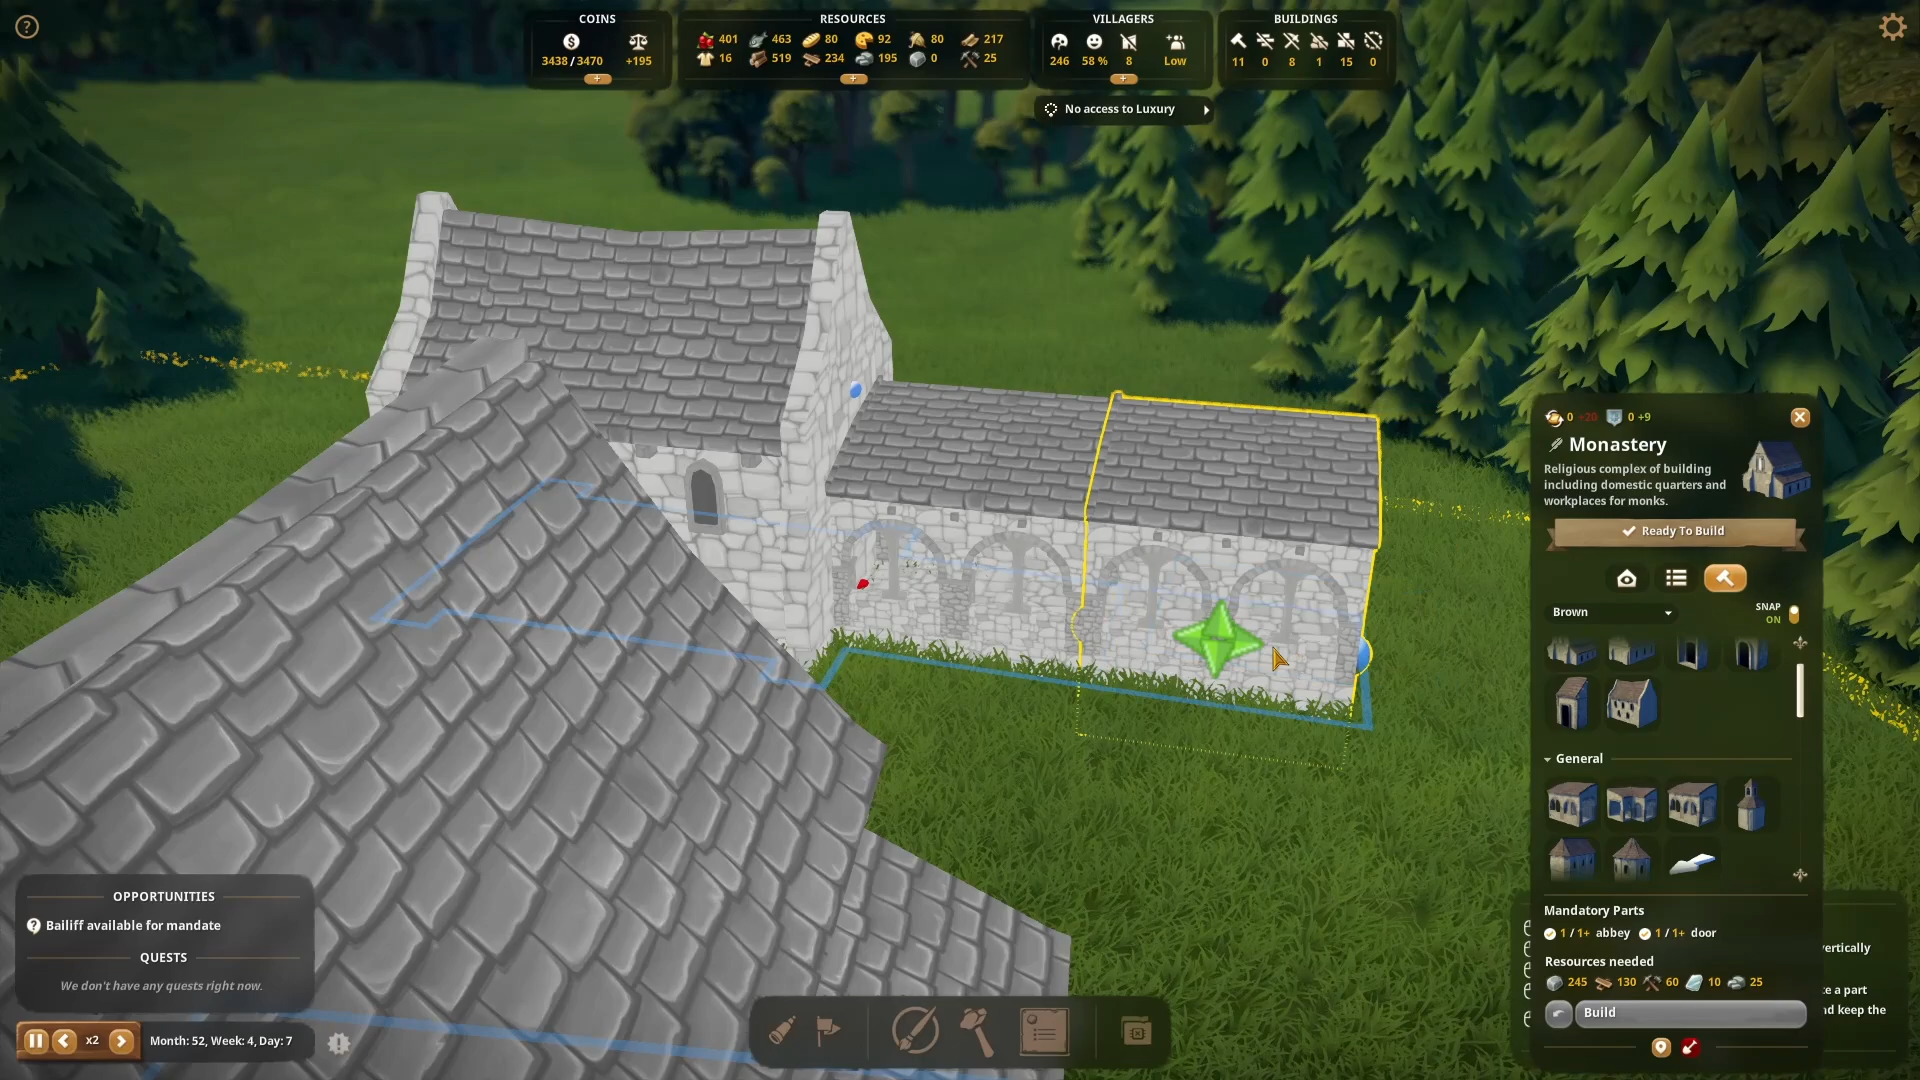 COINS
3438 / 3470 +195
RESOURCES
401 463 80 92 80 217
16 519 234 195 0 25
VILLAGERS
246 58 % 8 Low
BUILDINGS
11 0 8 1 15 0
No access to Luxury
0 +20 0 +9
Monastery
Religious complex of building
including domestic quarters and
workplaces for monks.
Ready To Build
Brown
SNAP
ON
General
Mandatory Parts
1 / 1+ abbey 1 / 1+ door
Resources needed
245 130 60 10 25
Build
vertically
te a part
nd keep the
OPPORTUNITIES
Bailiff available for mandate
QUESTS
We don't have any quests right now.
x2
Month: 52, Week: 4, Day: 7